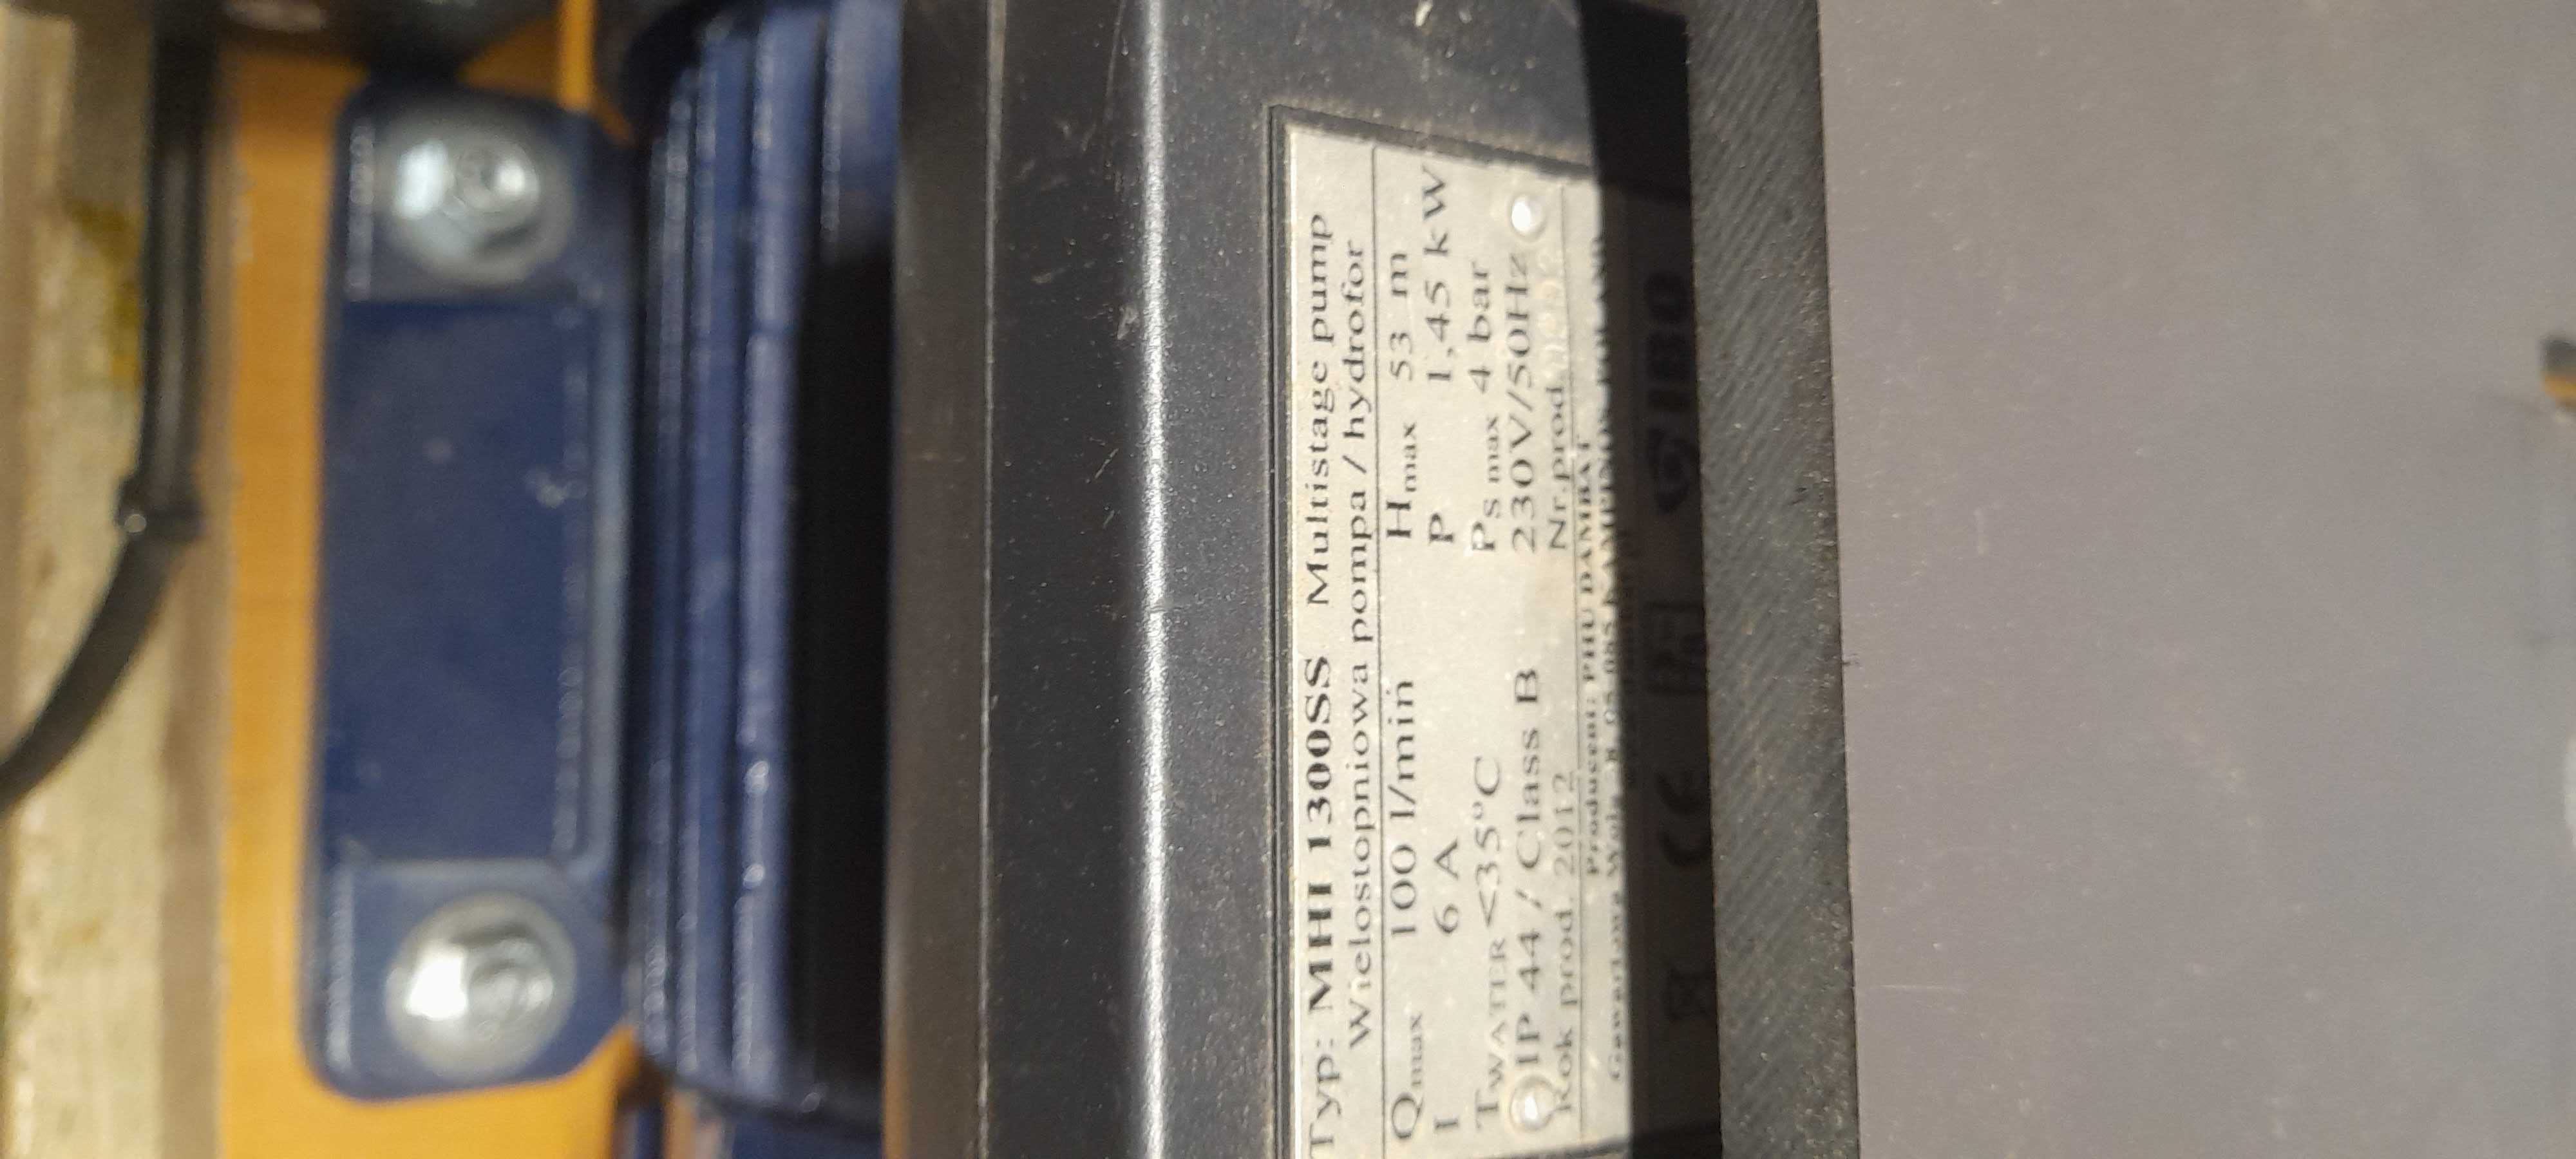 Typ: MHI 1300SS Multistage pump
Wielostopniowa pompa / hydrofor
Qmax 100 l/min Hmax 53 m
I 6 A P 1,45 kW
TWATER <35°C PS max 4 bar
IP 44 / Class B 230V/50Hz
Rok prod. 2012 Nr.prod.
Producent: PHU DAMBAT
CE IBO